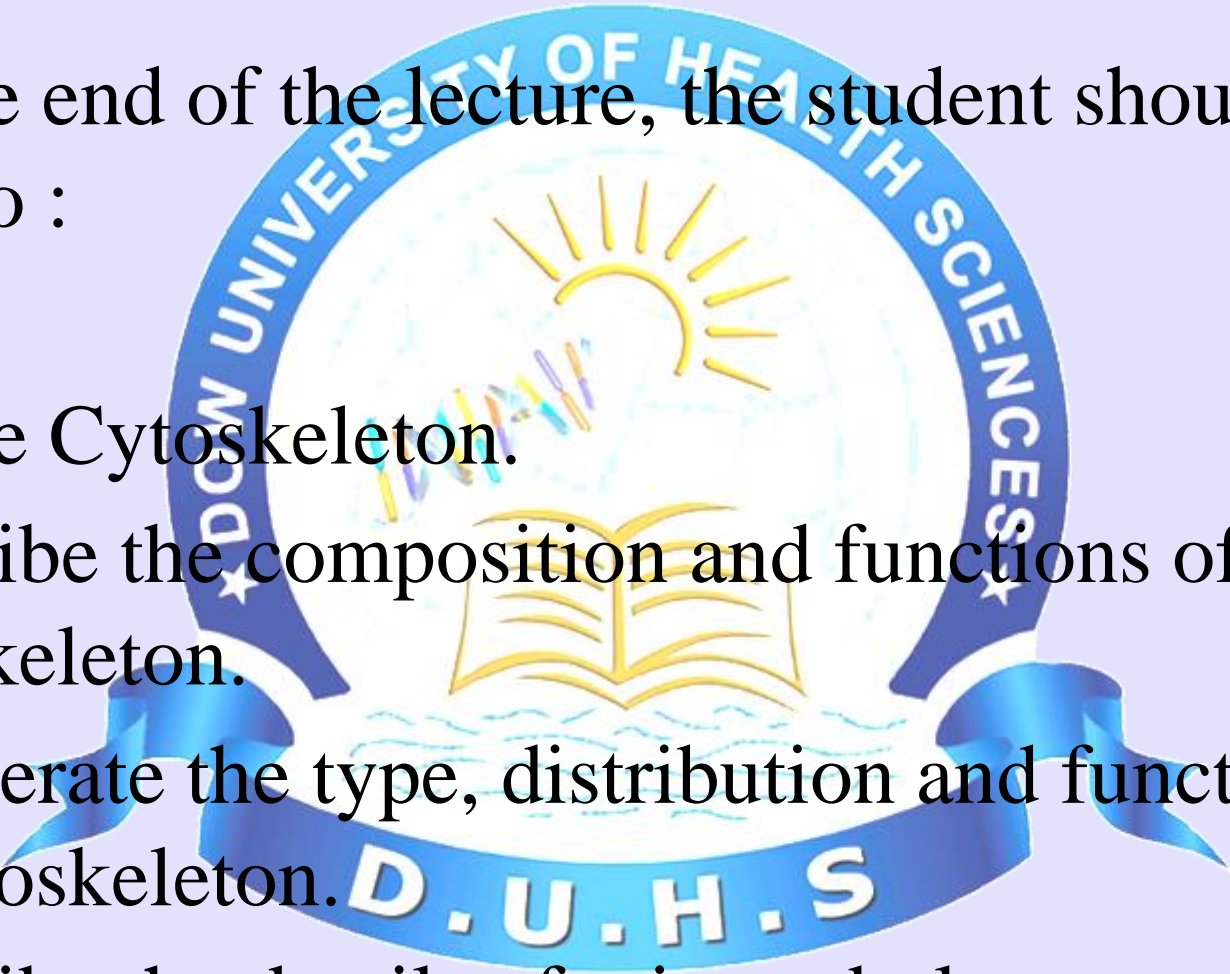 e end of the lecture, the student shou
o :
e Cytoskeleton.
ibe the composition and functions of
keleton.
erate the type, distribution and funct
oskeleton.
★ DOW UNIVERSITY OF HEALTH SCIENCES ★
D.U.H.S